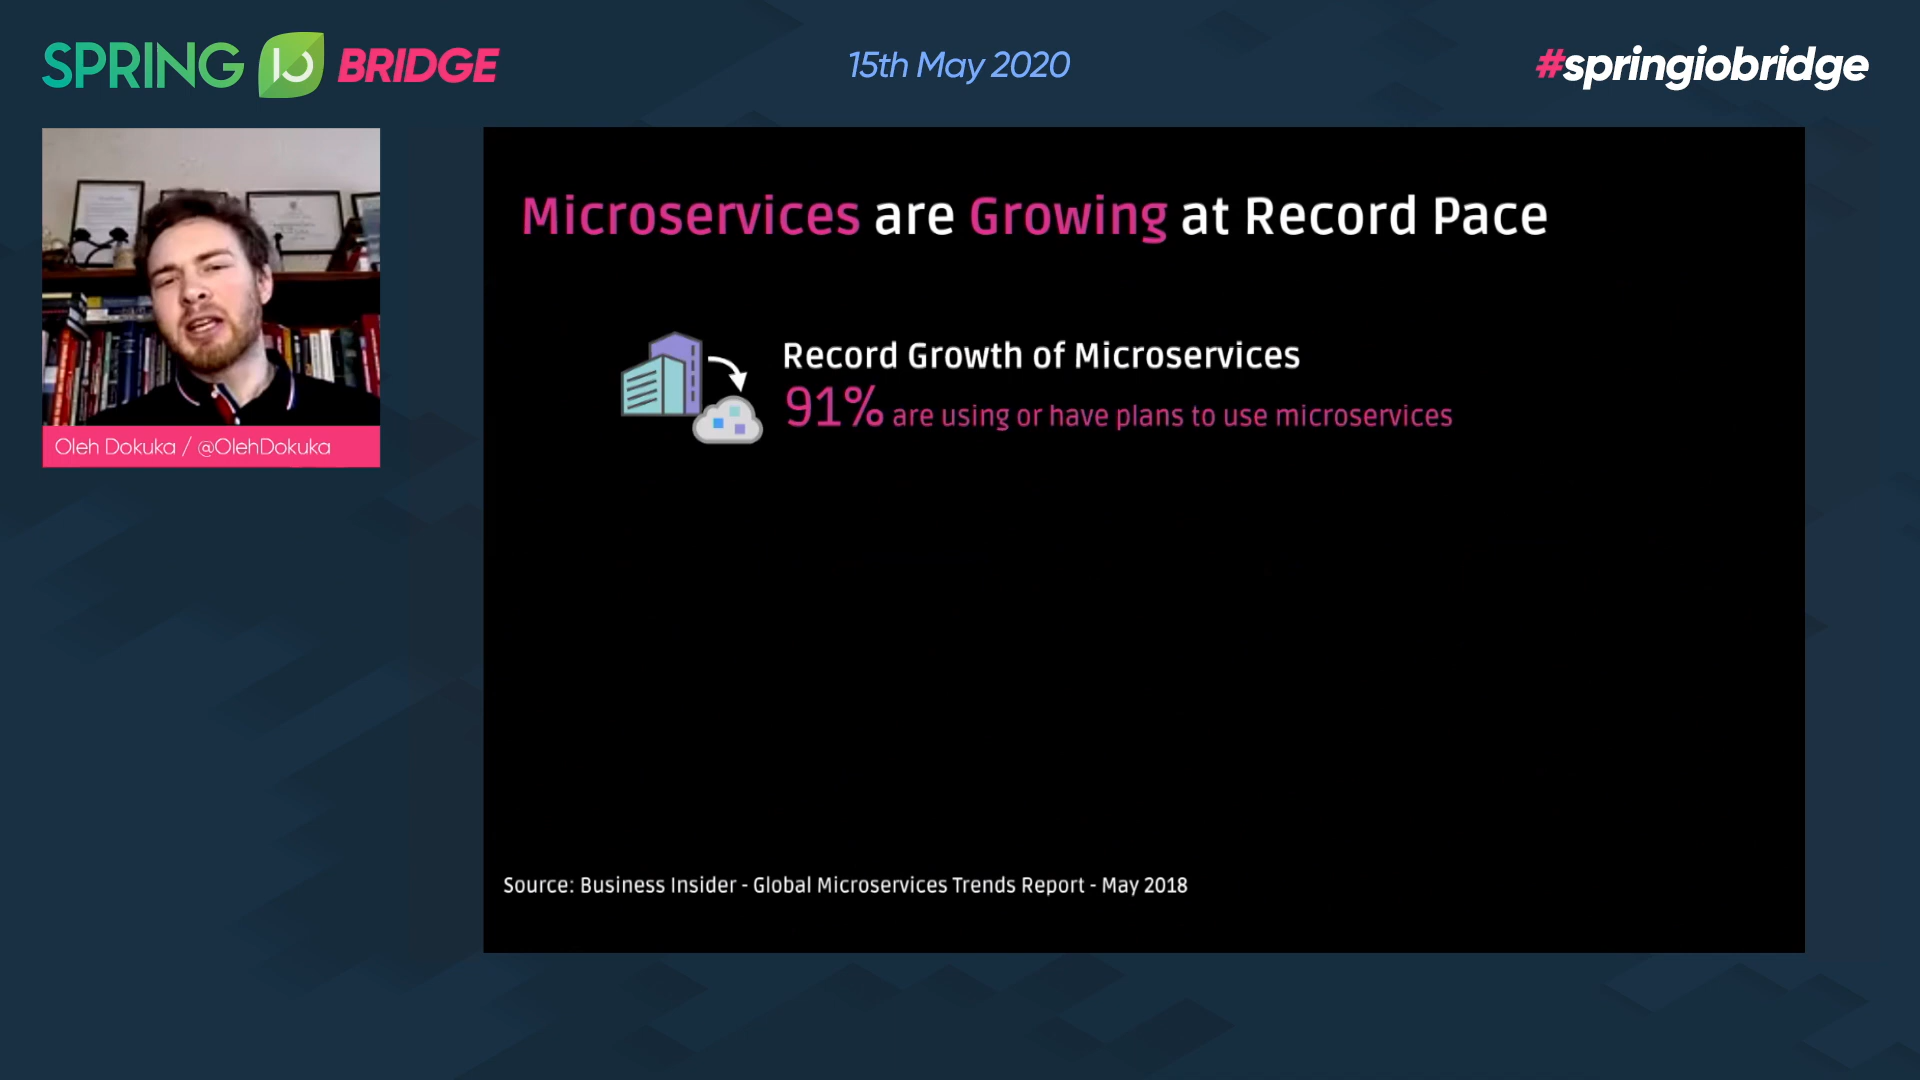 SPRING IO BRIDGE
15th May 2020
#springiobridge
Oleh Dokuka / @OlehDokuka
Microservices are Growing at Record Pace
Record Growth of Microservices
91% are using or have plans to use microservices
Source: Business Insider - Global Microservices Trends Report - May 2018